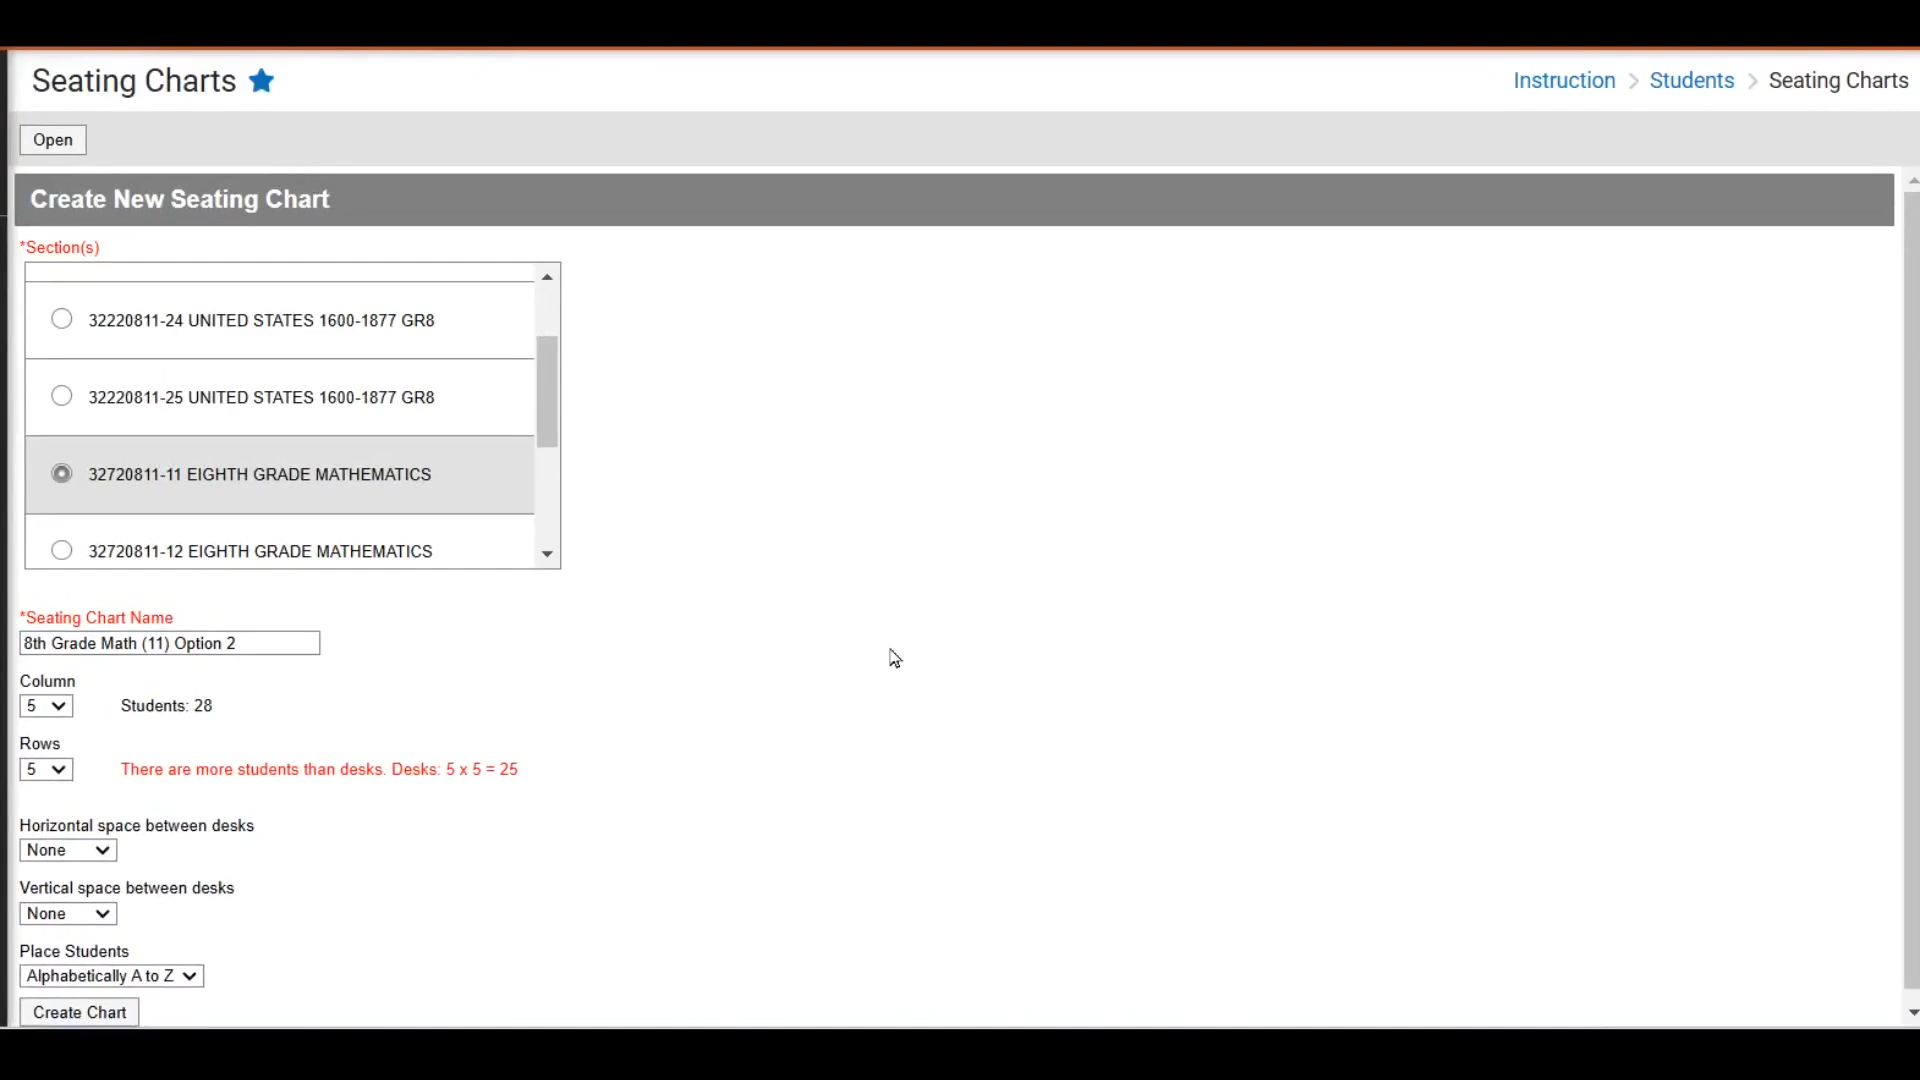 Seating Charts
Instruction > Students > Seating Charts
Open
Create New Seating Chart
*Section(s)
32220811-24 UNITED STATES 1600-1877 GR8
32220811-25 UNITED STATES 1600-1877 GR8
32720811-11 EIGHTH GRADE MATHEMATICS
32720811-12 EIGHTH GRADE MATHEMATICS
*Seating Chart Name
8th Grade Math (11) Option 2
Column
5 Students: 28
Rows
5 There are more students than desks. Desks: 5 x 5 = 25
Horizontal space between desks
None
Vertical space between desks
None
Place Students
Alphabetically A to Z
Create Chart